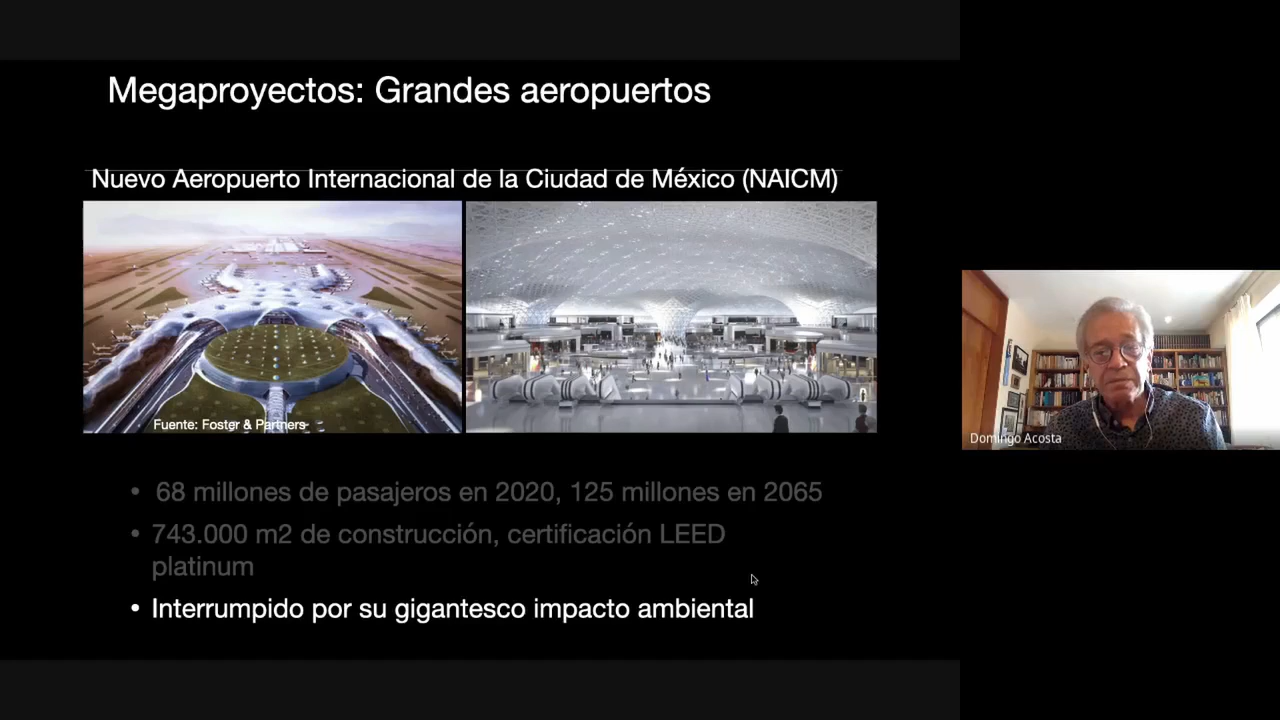 Megaproyectos: Grandes aeropuertos
Nuevo Aeropuerto Internacional de la Ciudad de México (NAICM)
Fuente: Foster & Partners
• 68 millones de pasajeros en 2020, 125 millones en 2065
• 743.000 m2 de construcción, certificación LEED
platinum
• Interrumpido por su gigantesco impacto ambiental
Domingo Acosta